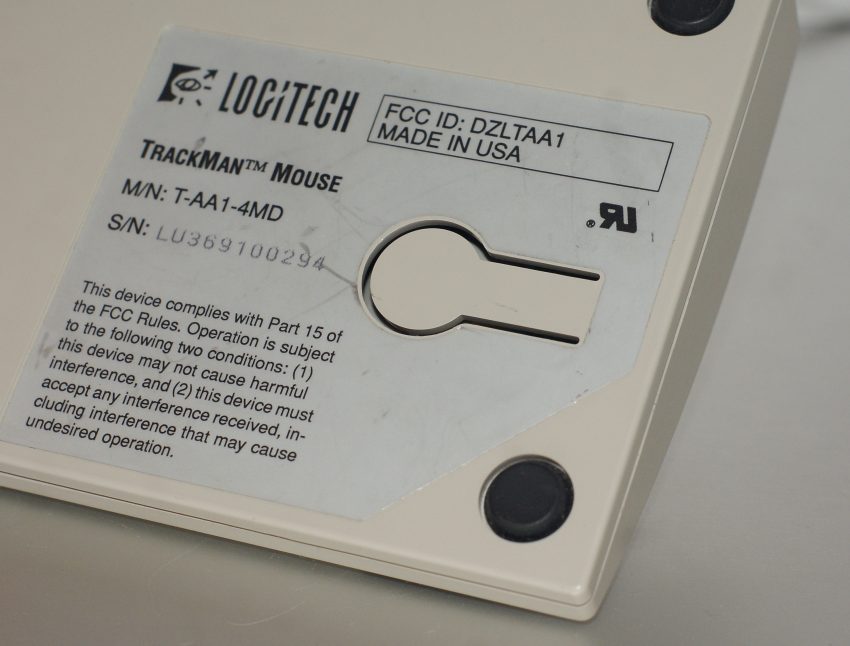 LOGITECH
FCC ID: DZLTAA1
MADE IN USA
TRACKMAN™ MOUSE
M/N: T-AA1-4MD
S/N: LU369100294
UR®
This device complies with Part 15 of
the FCC Rules. Operation is subject
to the following two conditions: (1)
this device may not cause harmful
interference, and (2) this device must
accept any interference received, in-
cluding interference that may cause
undesired operation.